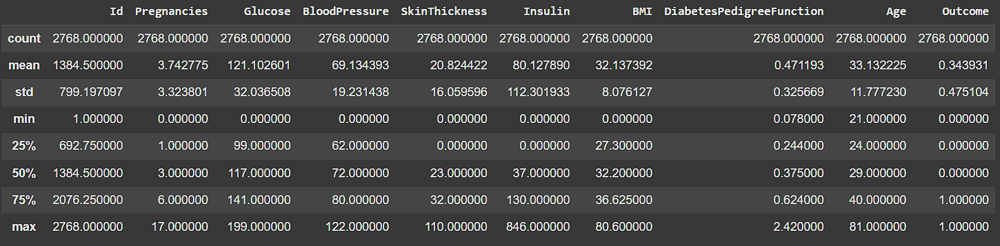 Id Pregnancies Glucose BloodPressure SkinThickness Insulin BMI DiabetesPedigreeFunction Age Outcome
count 2768.000000 2768.000000 2768.000000 2768.000000 2768.000000 2768.000000 2768.000000 2768.000000 2768.000000 2768.000000
mean 1384.500000 3.742775 121.102601 69.134393 20.824422 80.127890 32.137392 0.471193 33.132225 0.343931
std 799.197097 3.323801 32.036508 19.231438 16.059596 112.301933 8.076127 0.325669 11.777230 0.475104
min 1.000000 0.000000 0.000000 0.000000 0.000000 0.000000 0.000000 0.078000 21.000000 0.000000
25% 692.750000 1.000000 99.000000 62.000000 0.000000 0.000000 27.300000 0.244000 24.000000 0.000000
50% 1384.500000 3.000000 117.000000 72.000000 23.000000 37.000000 32.200000 0.375000 29.000000 0.000000
75% 2076.250000 6.000000 141.000000 80.000000 32.000000 130.000000 36.625000 0.624000 40.000000 1.000000
max 2768.000000 17.000000 199.000000 122.000000 110.000000 846.000000 80.600000 2.420000 81.000000 1.000000